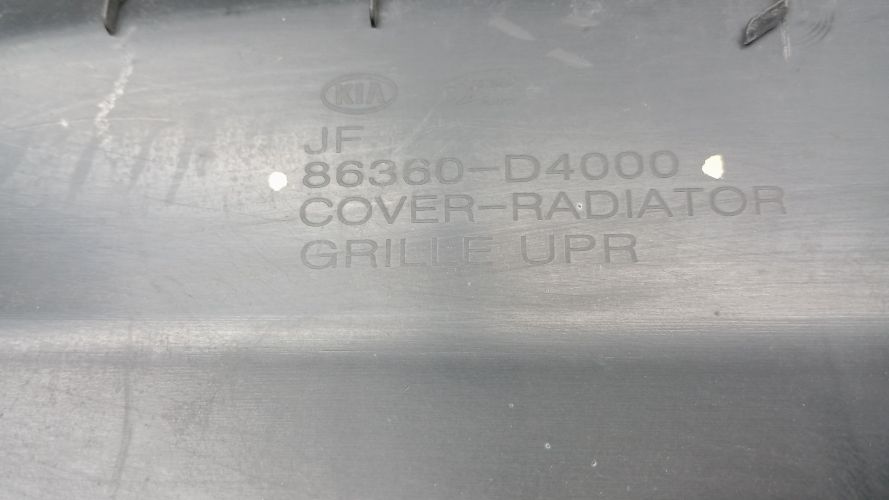 KIA
JF
86360-D4000
COVER-RADIATOR
GRILLE UPR